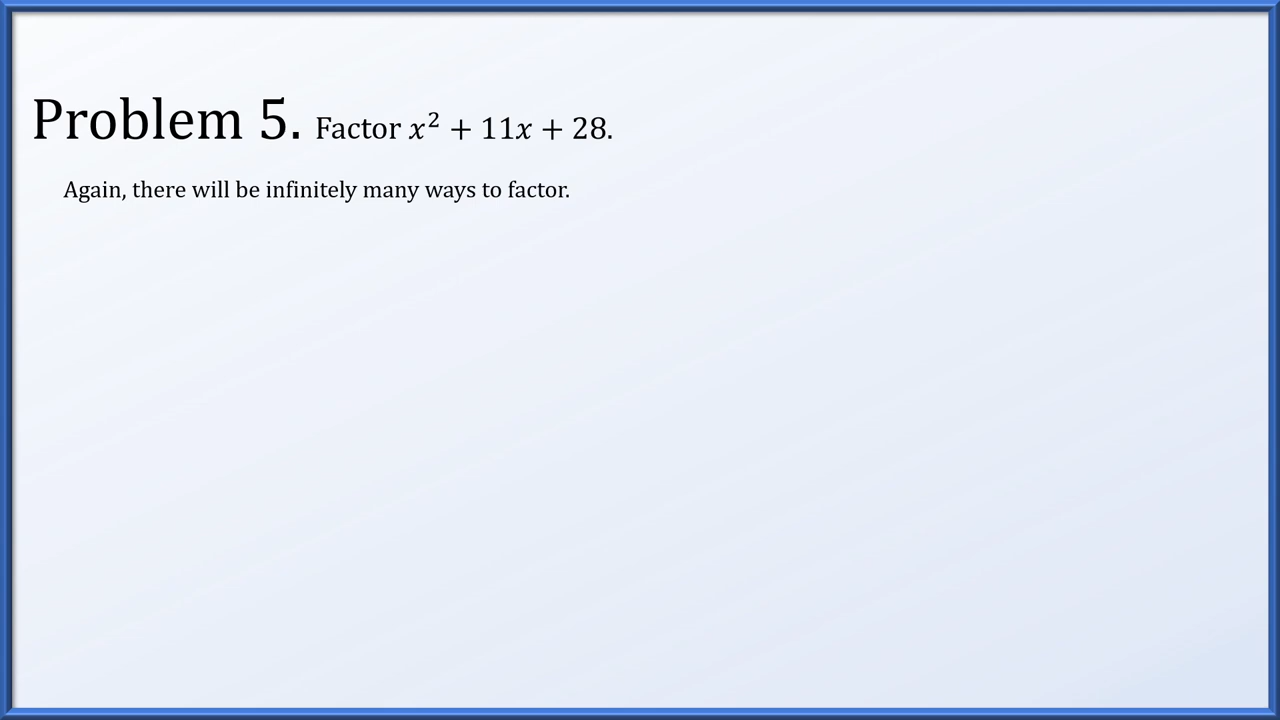 Problem 5. Factor 𝑥² + 11𝑥 + 28.
Again, there will be infinitely many ways to factor.